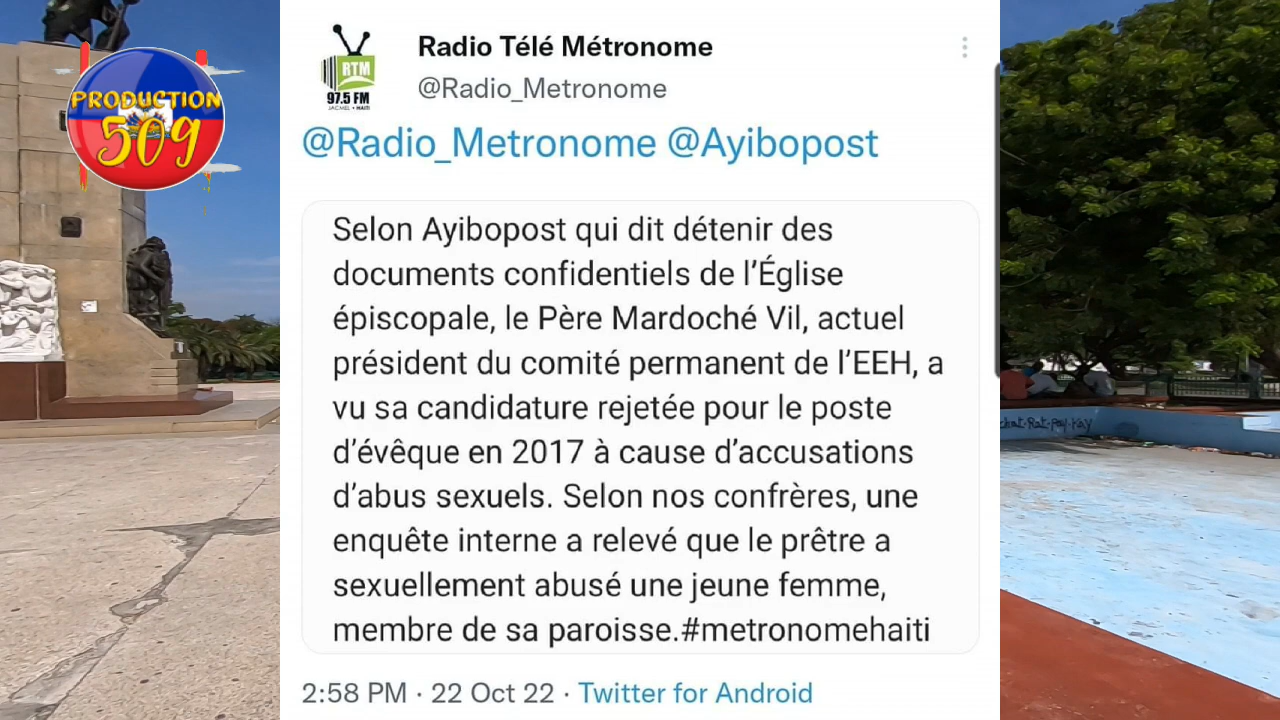 PRODUCTION
509
RTM
97.5 FM
JACMEL • HAITI
Radio Télé Métronome
@Radio_Metronome
@Radio_Metronome @Ayibopost
Selon Ayibopost qui dit détenir des
documents confidentiels de l’Église
épiscopale, le Père Mardoché Vil, actuel
président du comité permanent de l’EEH, a
vu sa candidature rejetée pour le poste
d’évêque en 2017 à cause d’accusations
d’abus sexuels. Selon nos confrères, une
enquête interne a relevé que le prêtre a
sexuellement abusé une jeune femme,
membre de sa paroisse.#metronomehaiti
2:58 PM · 22 Oct 22 · Twitter for Android